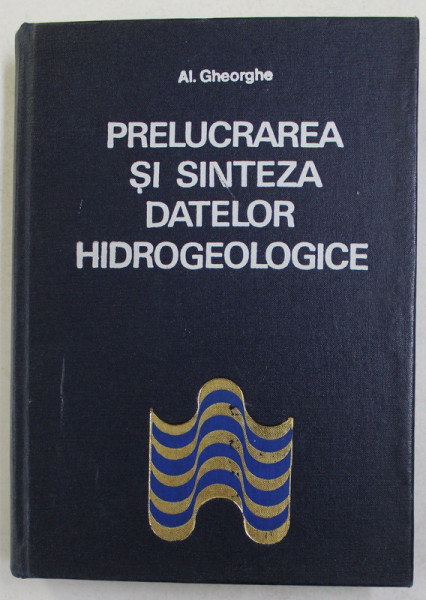 Al. Gheorghe
PRELUCRAREA
ŞI SINTEZA
DATELOR
HIDROGEOLOGICE